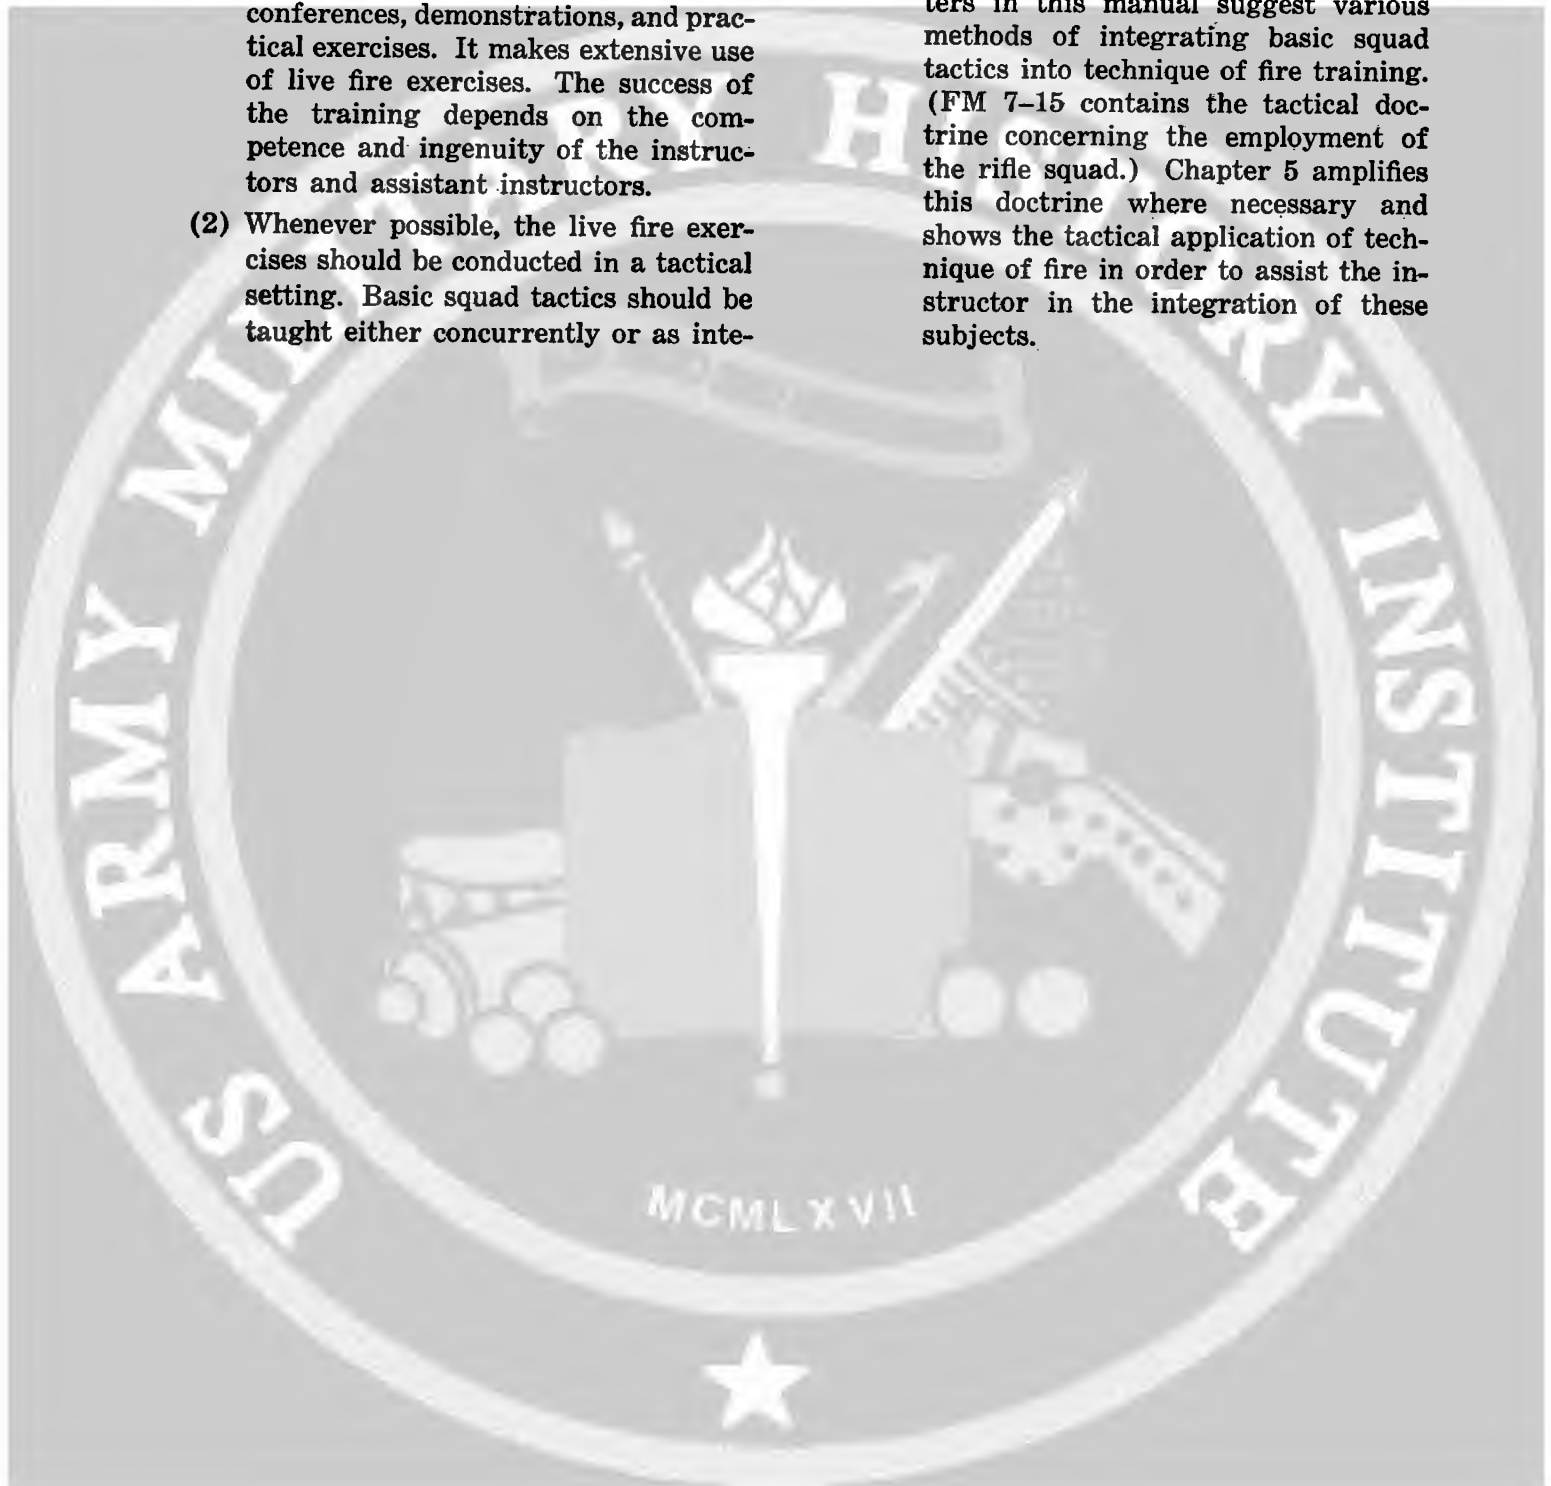 conferences, demonstrations, and prac-
tical exercises. It makes extensive use
of live fire exercises. The success of
the training depends on the com-
petence and ingenuity of the instruc-
tors and assistant instructors.
(2) Whenever possible, the live fire exer-
cises should be conducted in a tactical
setting. Basic squad tactics should be
taught either concurrently or as inte-
ters in this manual suggest various
methods of integrating basic squad
tactics into technique of fire training.
(FM 7–15 contains the tactical doc-
trine concerning the employment of
the rifle squad.) Chapter 5 amplifies
this doctrine where necessary and
shows the tactical application of tech-
nique of fire in order to assist the in-
structor in the integration of these
subjects.
US ARMY MILITARY HISTORY INSTITUTE
MCMLXVII